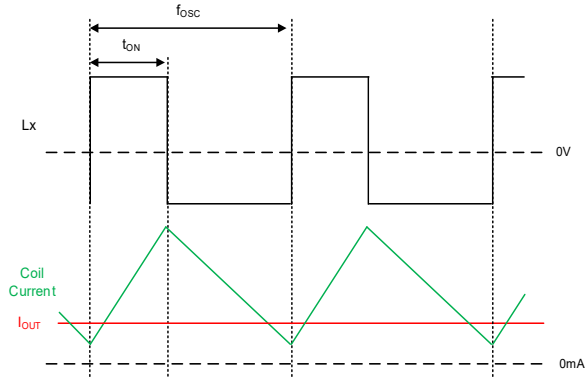 fOSC
tON
Lx
0V
Coil
Current
IOUT
0mA